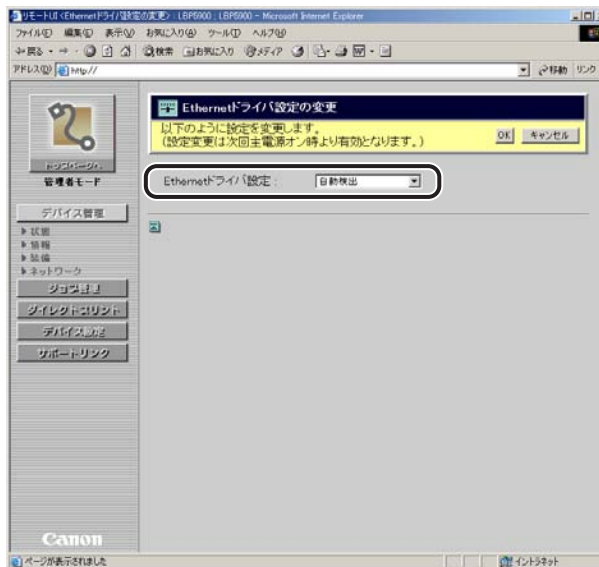 リモートUI <Ethernetドライバ設定の変更> : LBP5900 ; LBP5900 - Microsoft Internet Explorer
ファイル(F) 編集(E) 表示(V) お気に入り(A) ツール(T) ヘルプ(H)
戻る 検索 お気に入り メディア
アドレス(D) http:// 移動 リンク
Ethernetドライバ設定の変更
以下のように設定を変更します。
(設定変更は次回主電源オン時より有効となります。)
OK キャンセル
トップページへ
管理者モード
Ethernetドライバ設定 : 自動検出
デバイス管理
状態
情報
装備
ネットワーク
ジョブ管理
ダイレクトプリント
デバイス設定
サポートリンク
Canon
ページが表示されました
イントラネット